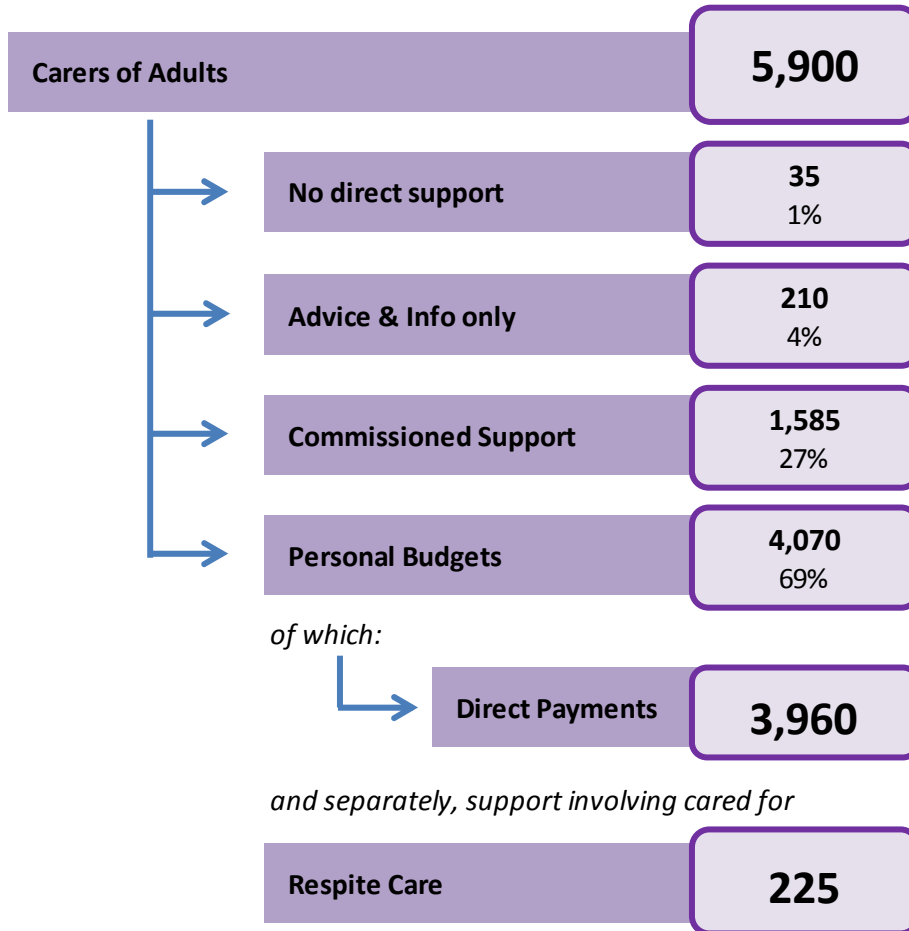 Carers of Adults
5,900
No direct support
35
1%
Advice & Info only
210
4%
Commissioned Support
1,585
27%
Personal Budgets
4,070
69%
of which:
Direct Payments
3,960
and separately, support involving cared for
Respite Care
225